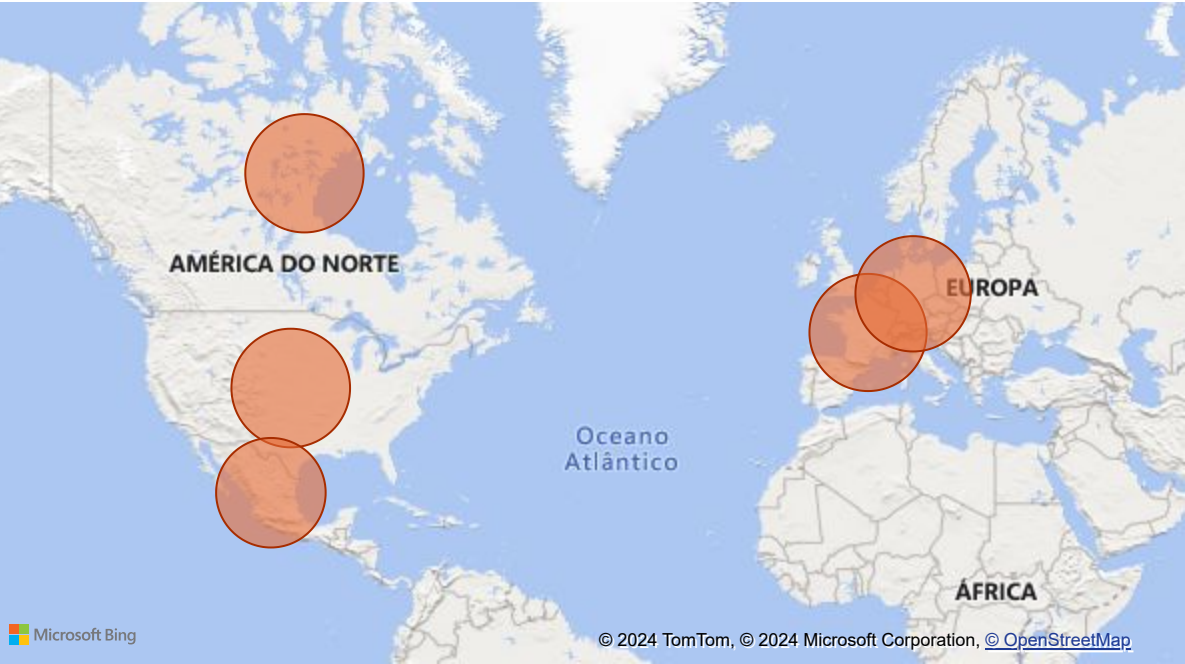 AMÉRICA DO NORTE
EUROPA
Oceano
Atlântico
ÁFRICA
Microsoft Bing
© 2024 TomTom, © 2024 Microsoft Corporation, © OpenStreetMap